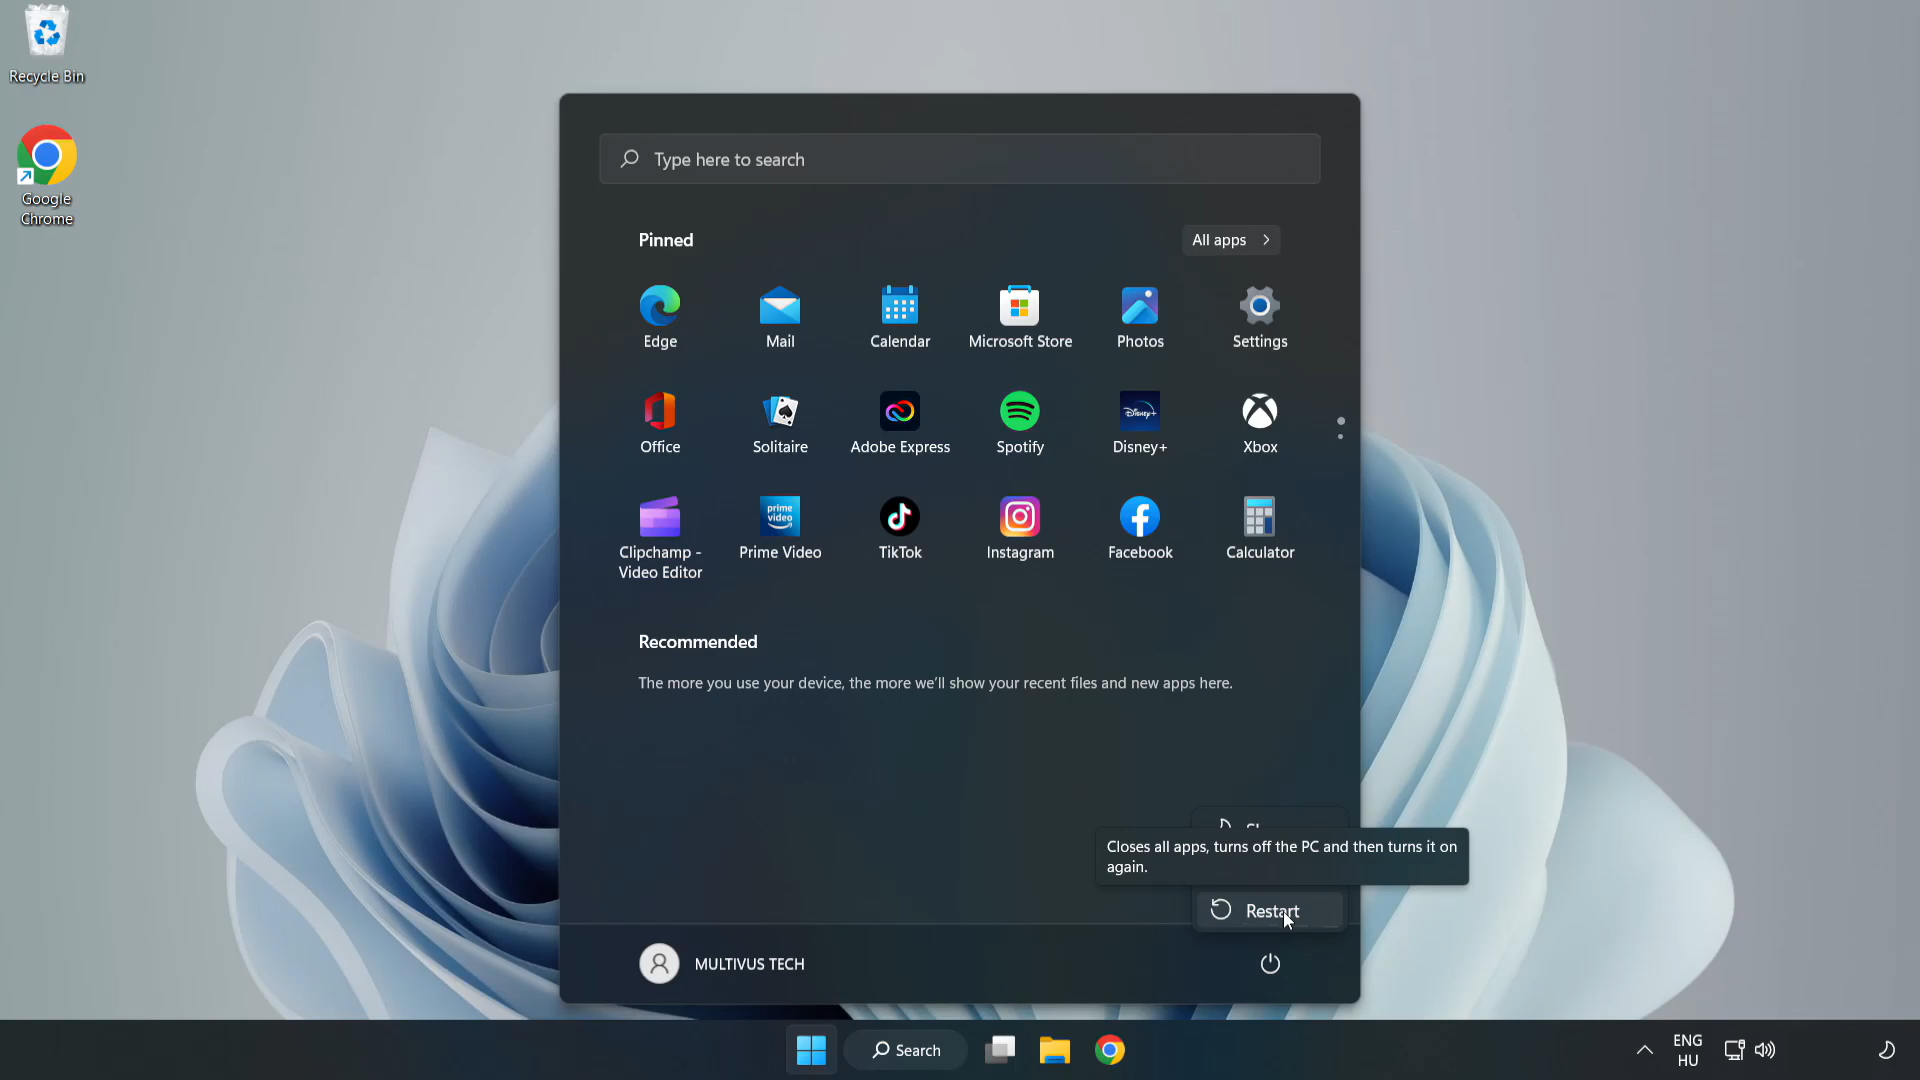 Recycle Bin
Google
Chrome
Type here to search
Pinned
All apps
Edge
Mail
Calendar
Microsoft Store
Photos
Settings
Office
Solitaire
Adobe Express
Spotify
Disney+
Disney+
Xbox
prime
video
Clipchamp -
Video Editor
Prime Video
TikTok
Instagram
Facebook
Calculator
Recommended
The more you use your device, the more we'll show your recent files and new apps here.
Closes all apps, turns off the PC and then turns it on
again.
Restart
MULTIVUS TECH
Search
ENG
HU